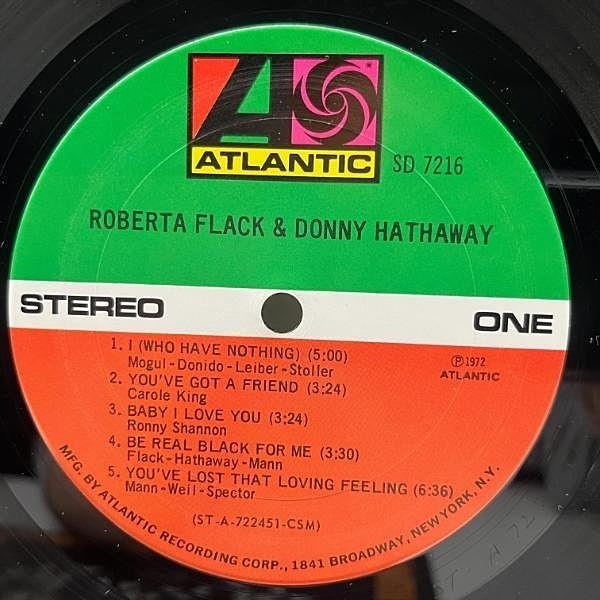 ATLANTIC
SD 7216
ROBERTA FLACK & DONNY HATHAWAY
STEREO
ONE
1. I (WHO HAVE NOTHING) (5:00)
Mogul-Donido-Leiber-Stoller
2. YOU'VE GOT A FRIEND (3:24)
Carole King
3. BABY I LOVE YOU (3:24)
Ronny Shannon
4. BE REAL BLACK FOR ME (3:30)
Flack-Hathaway-Mann
5. YOU'VE LOST THAT LOVING FEELING (6:36)
Mann-Weil-Spector
(ST-A-722451-CSM)
Ⓟ1972
ATLANTIC
MFG. BY ATLANTIC RECORDING CORP., 1841 BROADWAY, NEW YORK, N.Y.